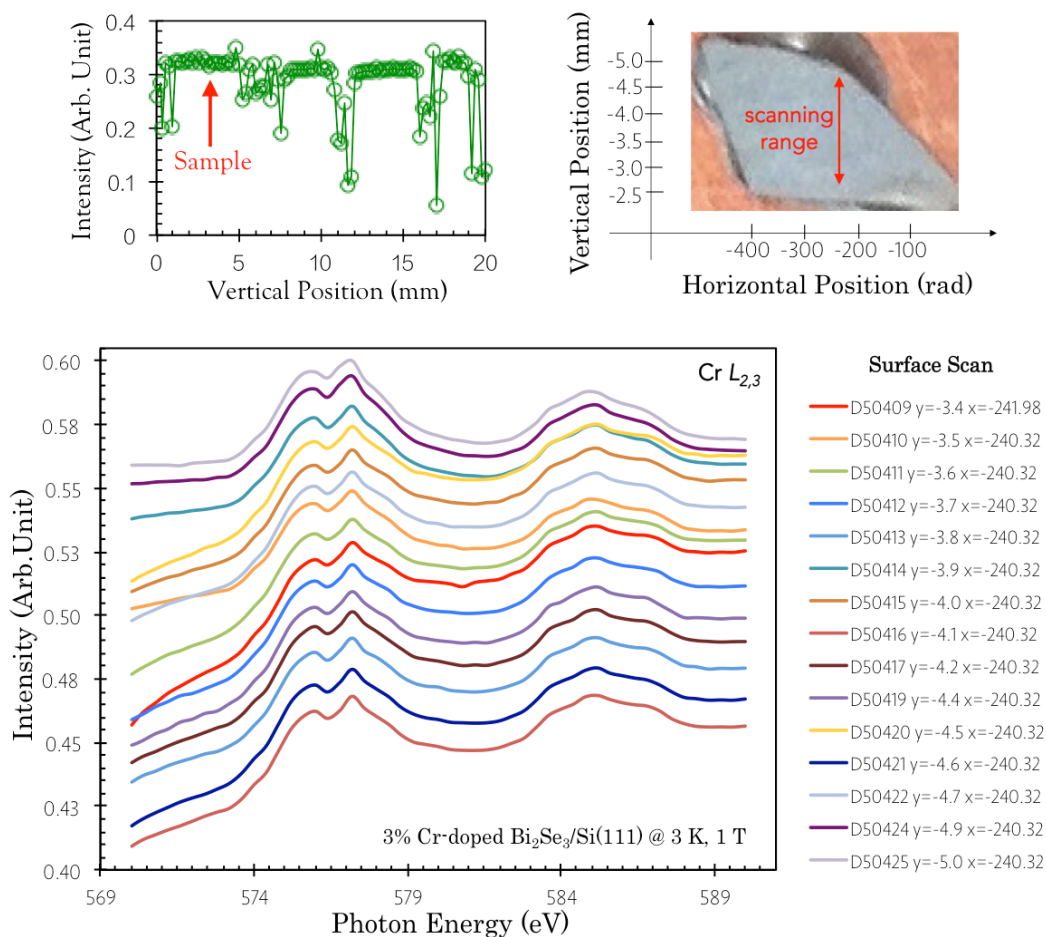 Intensity (Arb. Unit)
0.4
0.3
0.2
0.1
0
Sample
0 5 10 15 20
Vertical Position (mm)
Vertical Position (mm)
-5.0
-4.5
-4.0
-3.5
-3.0
-2.5
scanning
range
-400 -300 -200 -100
Horizontal Position (rad)
Intensity (Arb.Unit)
0.60
0.58
0.55
0.53
0.50
0.48
0.45
0.43
0.40
Cr L2,3
3% Cr-doped Bi2Se3/Si(111) @ 3 K, 1 T
569 574 579 584 589
Photon Energy (eV)
Surface Scan
D50409 y=-3.4 x=-241.98
D50410 y=-3.5 x=-240.32
D50411 y=-3.6 x=-240.32
D50412 y=-3.7 x=-240.32
D50413 y=-3.8 x=-240.32
D50414 y=-3.9 x=-240.32
D50415 y=-4.0 x=-240.32
D50416 y=-4.1 x=-240.32
D50417 y=-4.2 x=-240.32
D50419 y=-4.4 x=-240.32
D50420 y=-4.5 x=-240.32
D50421 y=-4.6 x=-240.32
D50422 y=-4.7 x=-240.32
D50424 y=-4.9 x=-240.32
D50425 y=-5.0 x=-240.32